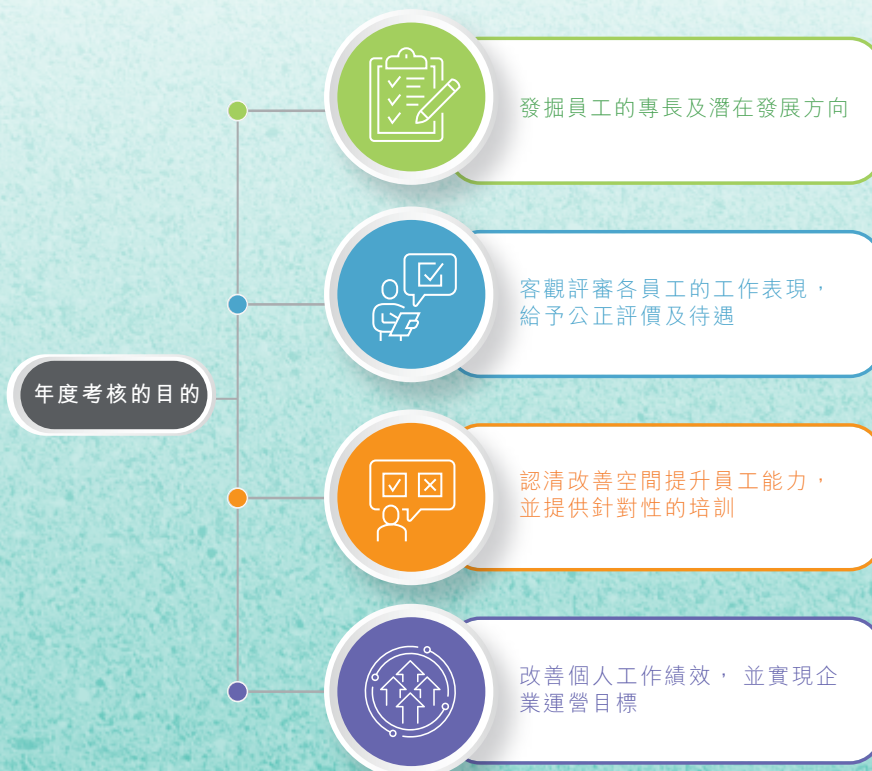 發掘員工的專長及潛在發展方向
客觀評審各員工的工作表現，
給予公正評價及待遇
年度考核的目的
認清改善空間提升員工能力，
並提供針對性的培訓
改善個人工作績效， 並實現企
業運營目標